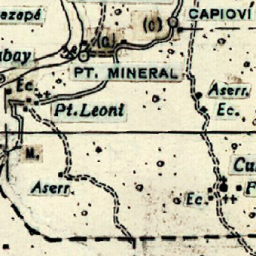 CAPIOVÍ
(c)
(c)
PT. MINERAL
Ec.
Aserr.
Ec.
Pt. Leoni
M.
Aserr.
Ec.